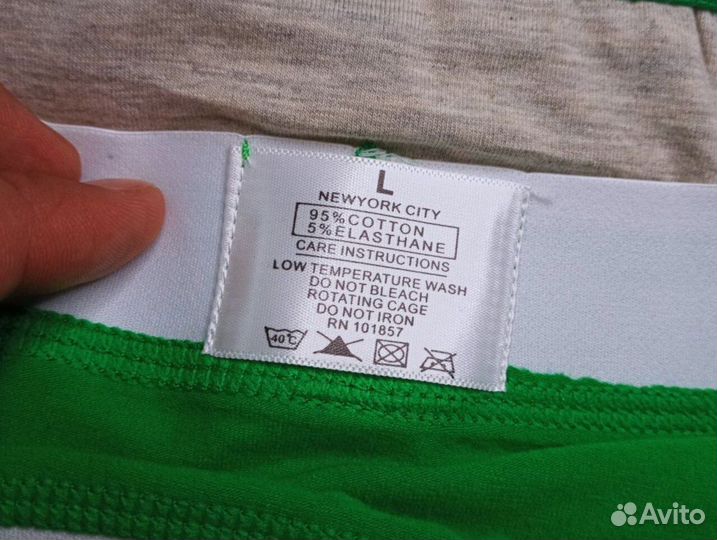 L
NEWYORK CITY
95%COTTON
5%ELASTHANE
CARE INSTRUCTIONS
LOW TEMPERATURE WASH
DO NOT BLEACH
ROTATING CAGE
DO NOT IRON
RN 101857
40℃
Avito